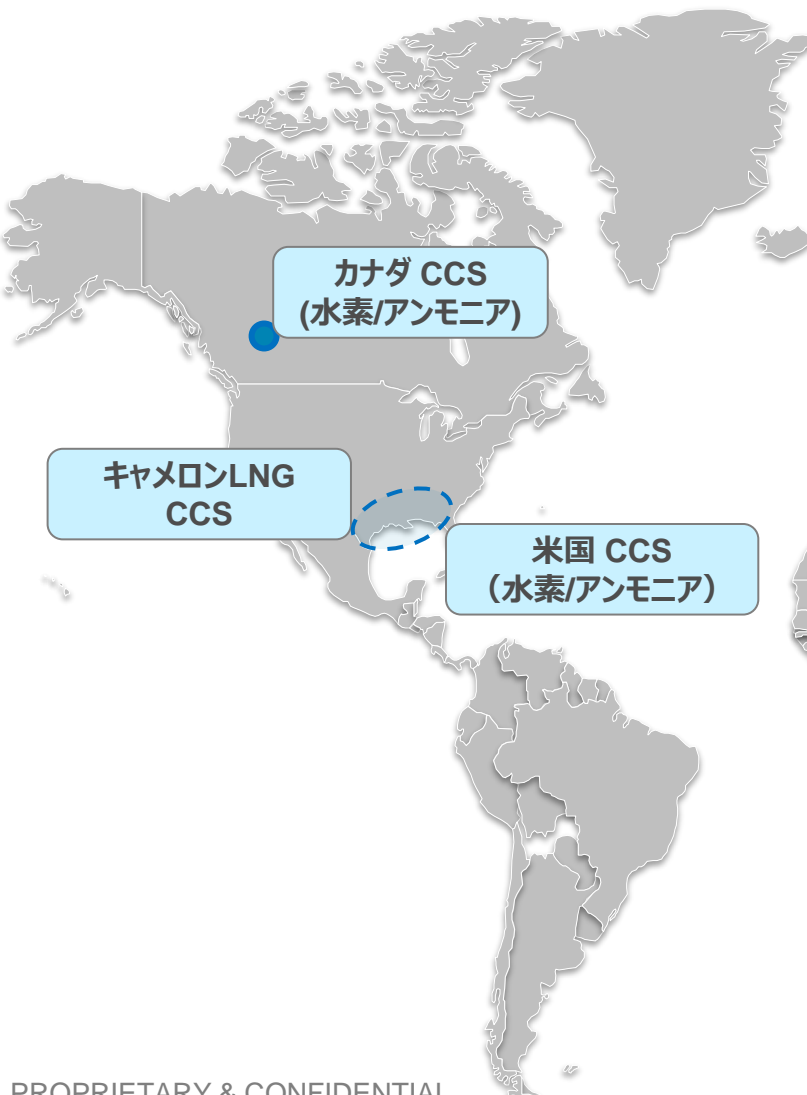 カナダ CCS
(水素/アンモニア)
キャメロンLNG
CCS
米国 CCS
（水素/アンモニア）
PROPRIETARY & CONFIDENTIAL